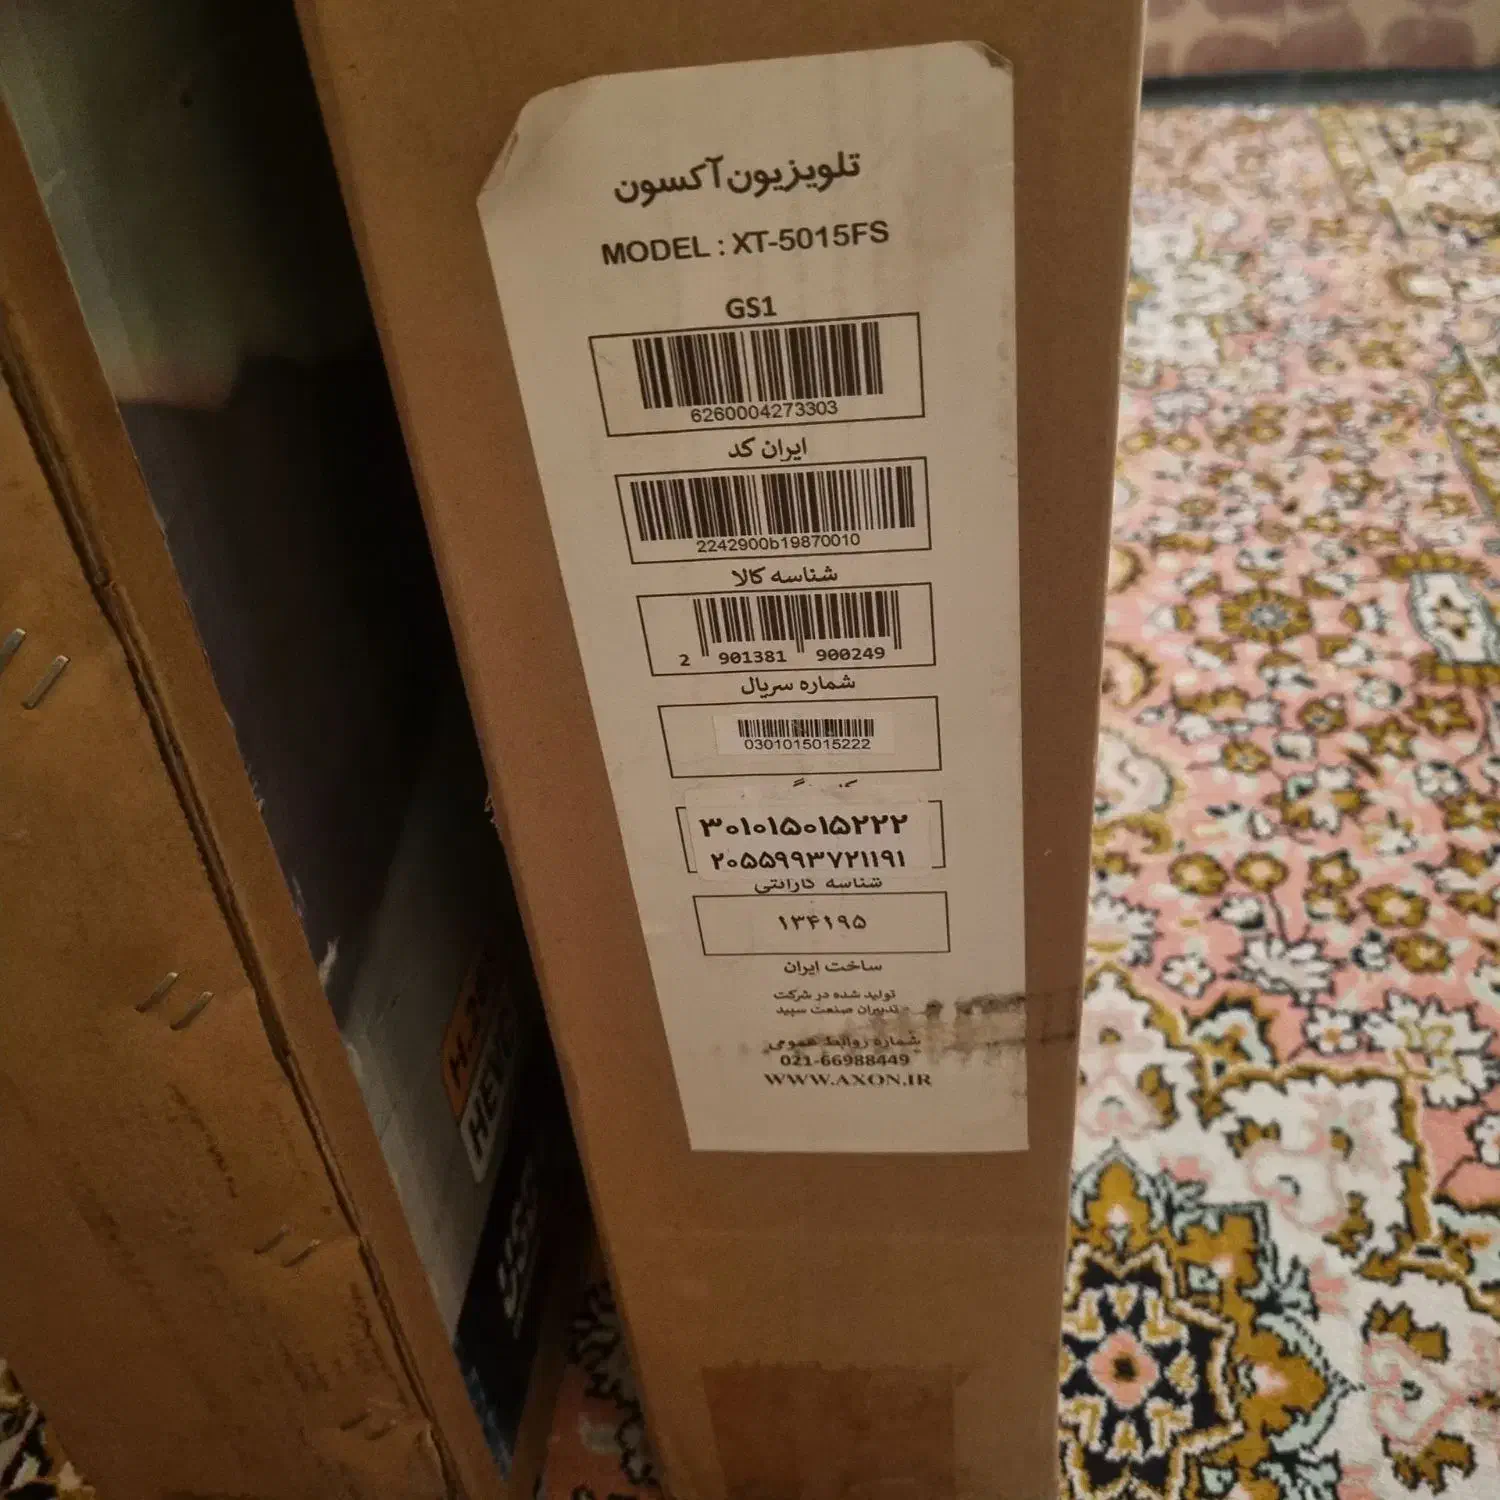 تلویزیون آکسون
MODEL : XT-5015FS
GS1
6260004273303
ایران کد
2242900b19870010
شناسه کالا
2 901381 900249
شماره سریال
0301015015222
۳۰۱۰۱۵۰۱۵۲۲۲
۲۰۵۵۹۹۳۷۲۱۱۹۱
شناسه گارانتی
۱۳۴۱۹۵
ساخت ایران
تولید شده در شرکت
تدبیران صنعت سپید
شماره روابط عمومی
021-66988449
WWW.AXON.IR